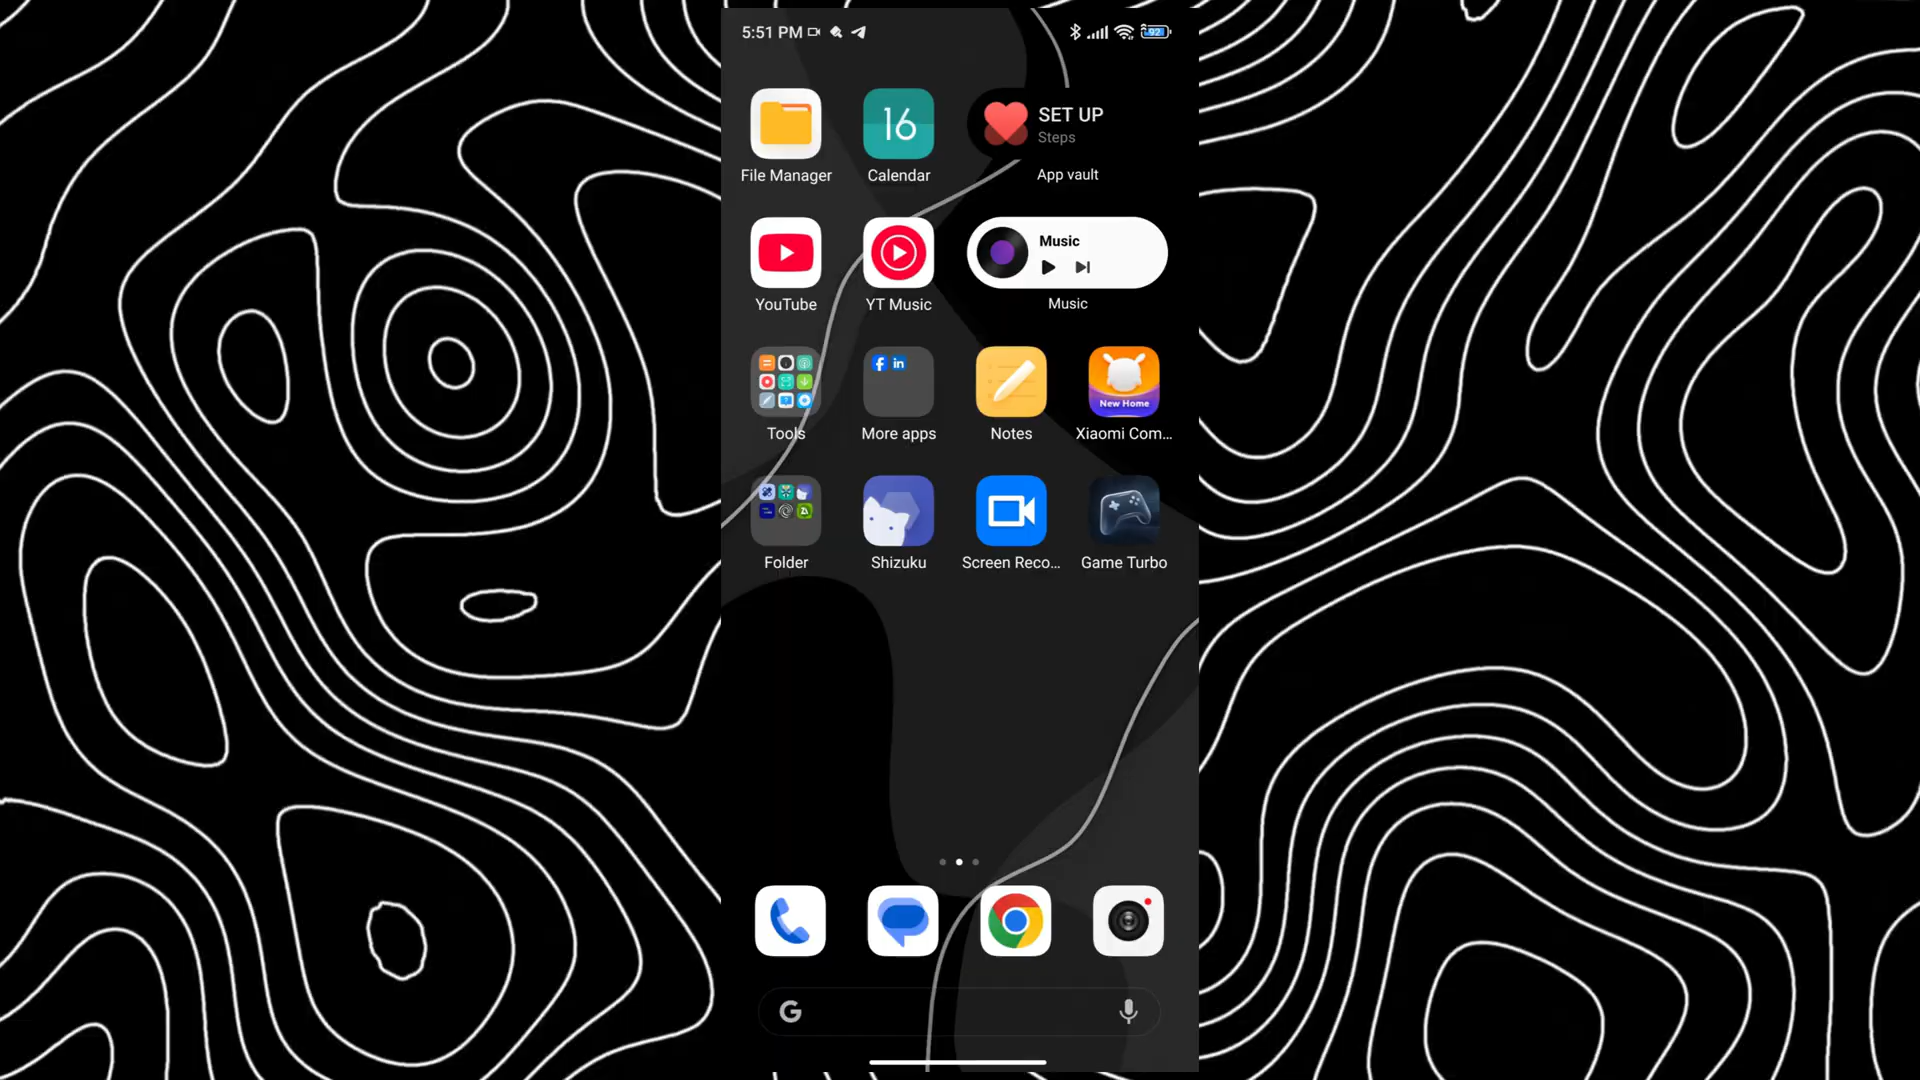 5:51 PM
92
16
SET UP
Steps
File Manager
Calendar
App vault
Music
YouTube
YT Music
Music
New Home
Tools
More apps
Notes
Xiaomi Com...
Folder
Shizuku
Screen Reco...
Game Turbo